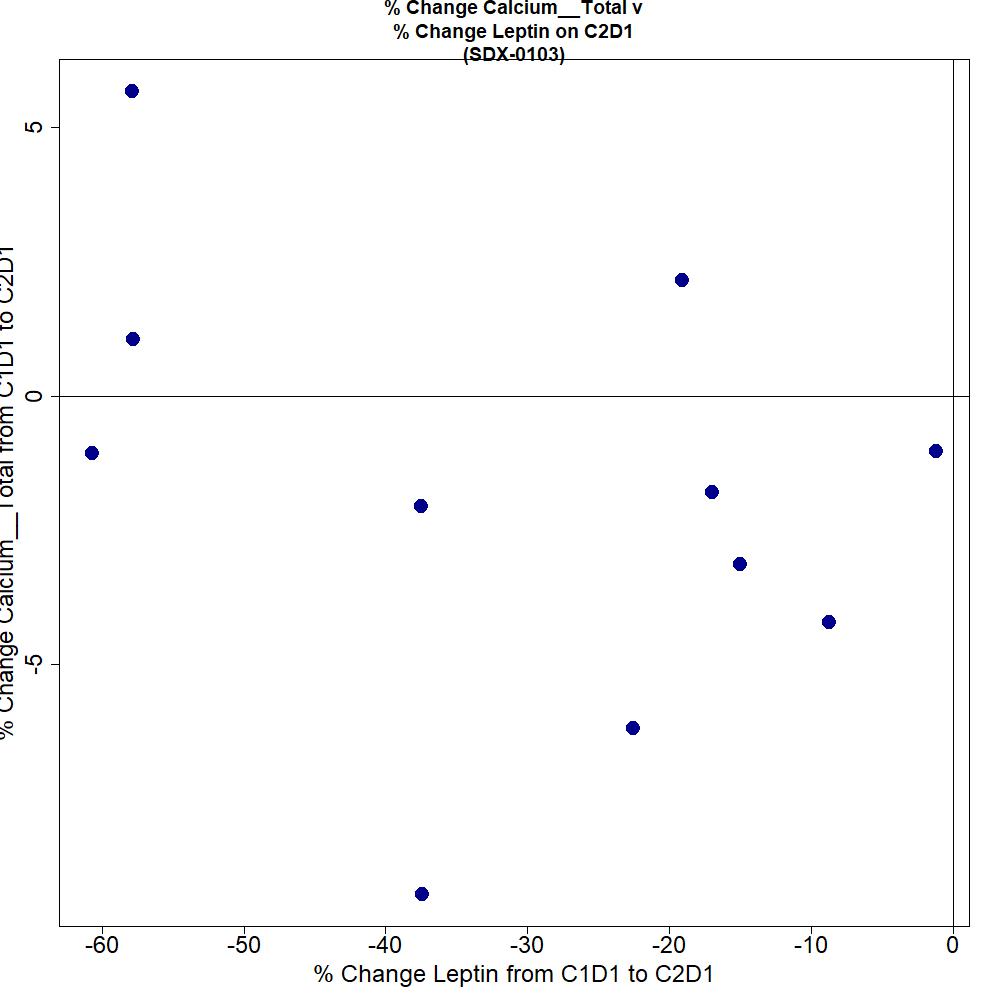 % Change Calcium__Total v
% Change Leptin on C2D1
(SDX-0103)
% Change Calcium__Total from C1D1 to C2D1
5
0
-5
-60 -50 -40 -30 -20 -10 0
% Change Leptin from C1D1 to C2D1